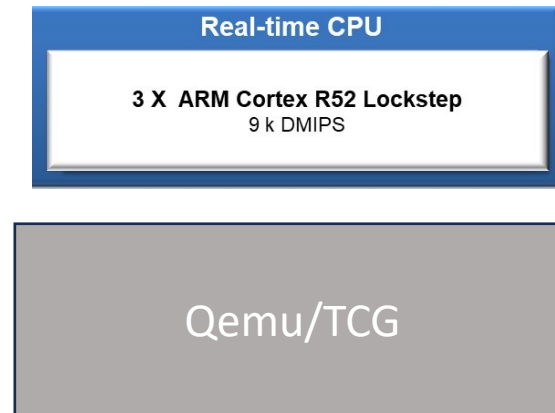 Real-time CPU
3 X ARM Cortex R52 Lockstep
9 k DMIPS
Qemu/TCG